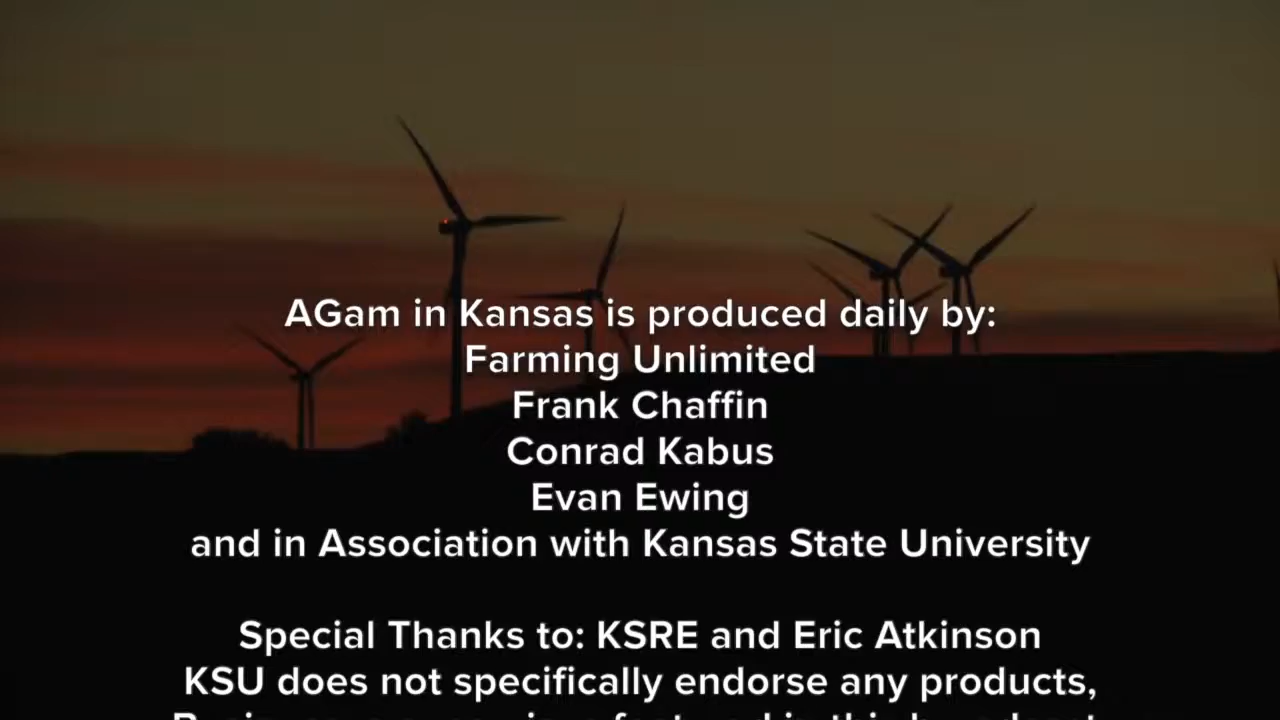 AGam in Kansas is produced daily by:
Farming Unlimited
Frank Chaffin
Conrad Kabus
Evan Ewing
and in Association with Kansas State University
Special Thanks to: KSRE and Eric Atkinson
KSU does not specifically endorse any products,